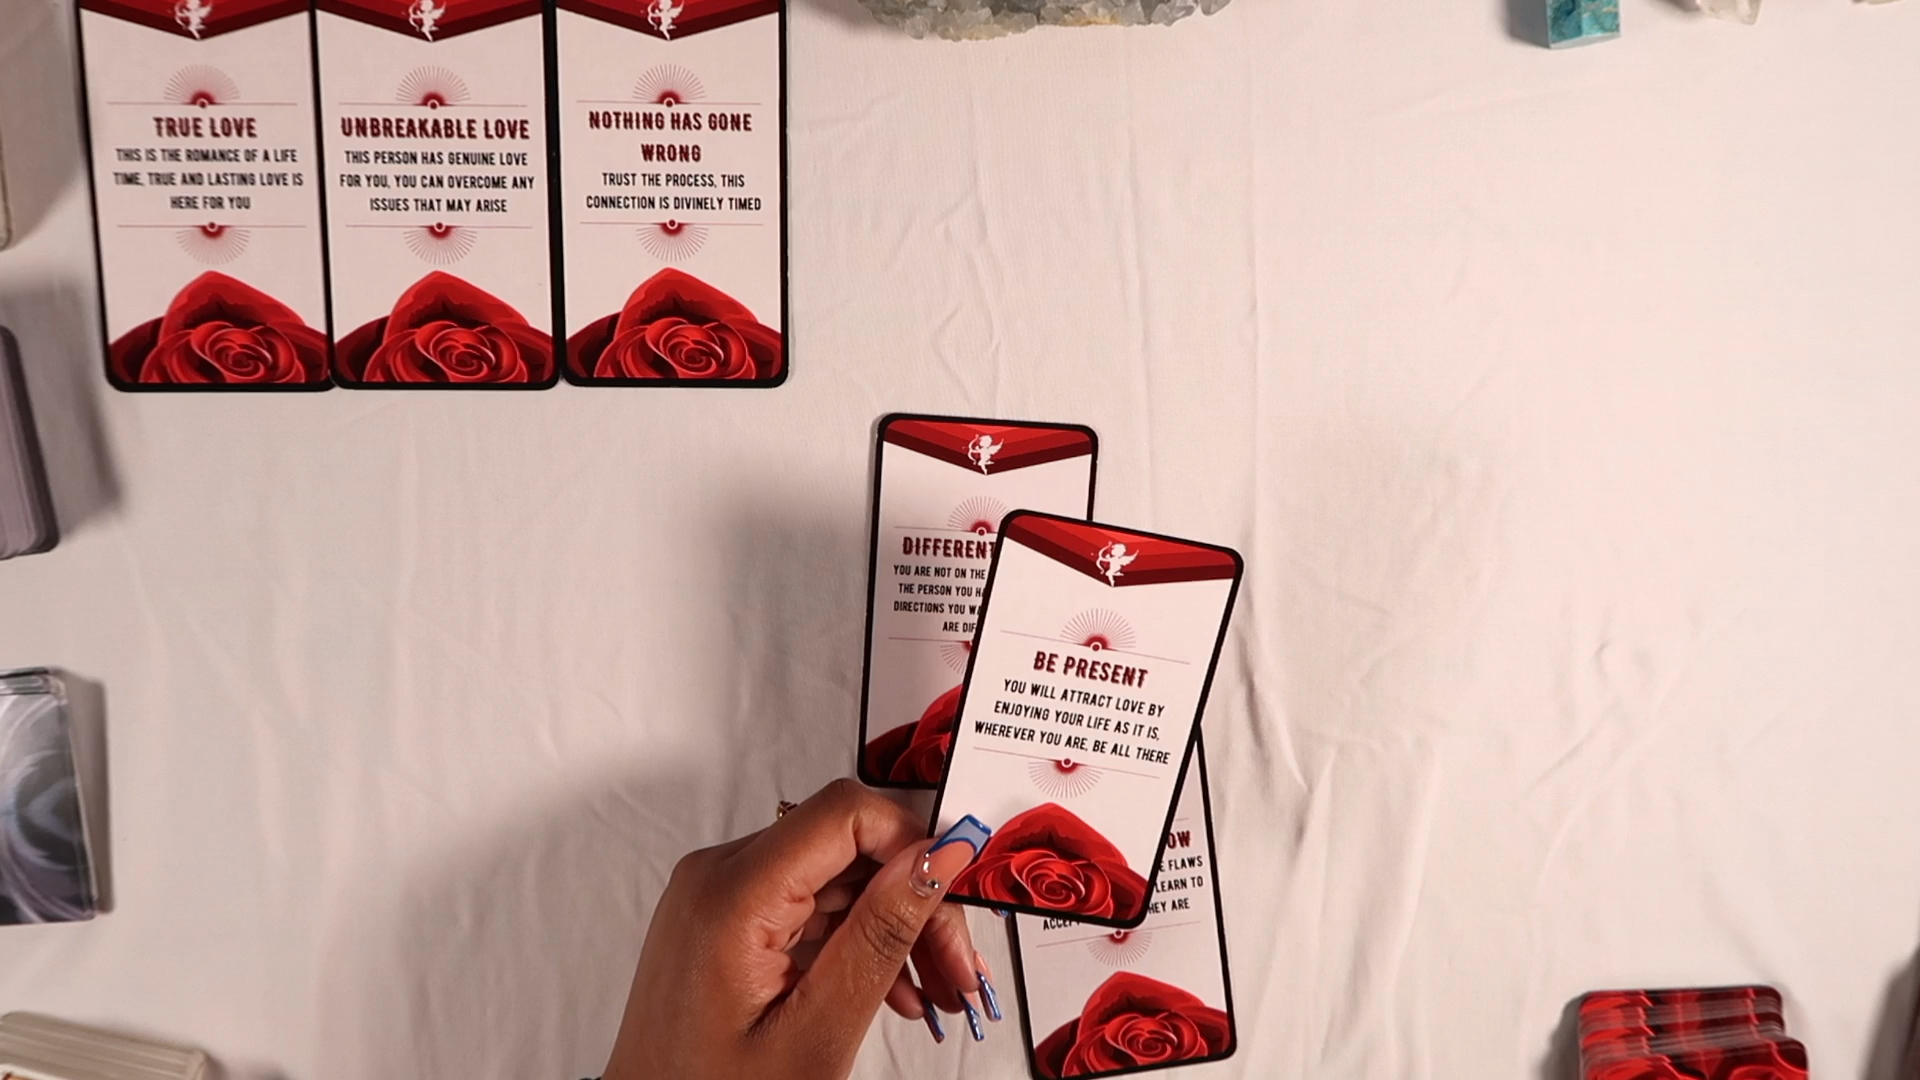 TRUE LOVE
THIS IS THE ROMANCE OF A LIFE
TIME, TRUE AND LASTING LOVE IS
HERE FOR YOU
UNBREAKABLE LOVE
THIS PERSON HAS GENUINE LOVE
FOR YOU, YOU CAN OVERCOME ANY
ISSUES THAT MAY ARISE
NOTHING HAS GONE
WRONG
TRUST THE PROCESS, THIS
CONNECTION IS DIVINELY TIMED
DIFFERENT
YOU ARE NOT ON THE
THE PERSON YOU
DIRECTIONS YOU
ARE
BE PRESENT
YOU WILL ATTRACT LOVE BY
ENJOYING YOUR LIFE AS IT IS,
WHEREVER YOU ARE, BE ALL THERE
FLAWS
LEARN TO
ARE